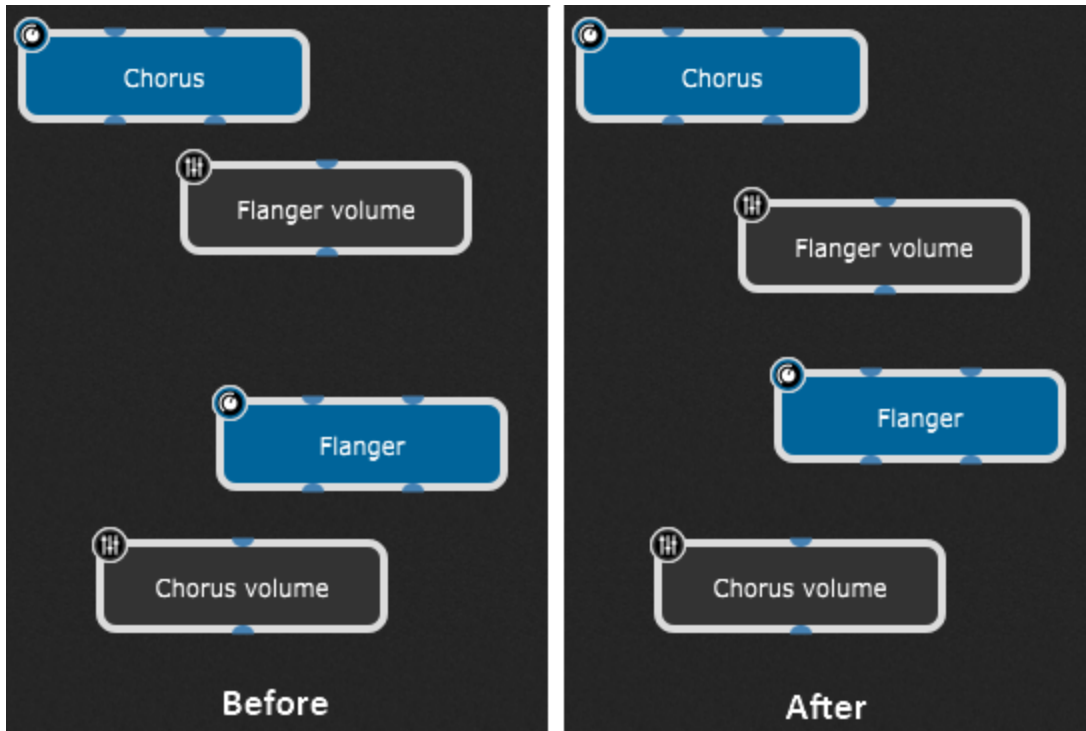 Chorus
Flanger volume
Flanger
Chorus volume
Before
Chorus
Flanger volume
Flanger
Chorus volume
After